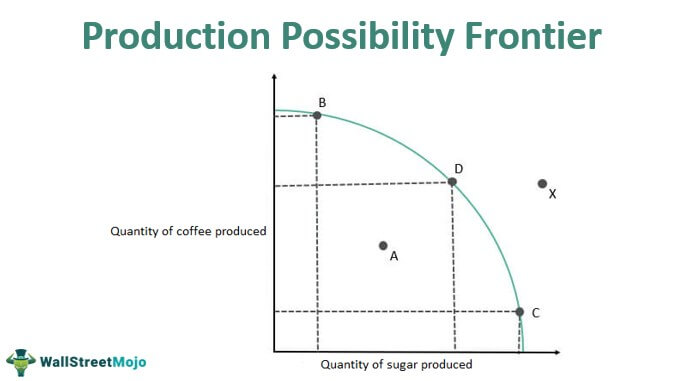 Production Possibility Frontier
B
D
X
Quantity of coffee produced
A
C
Quantity of sugar produced
WallStreetMojo